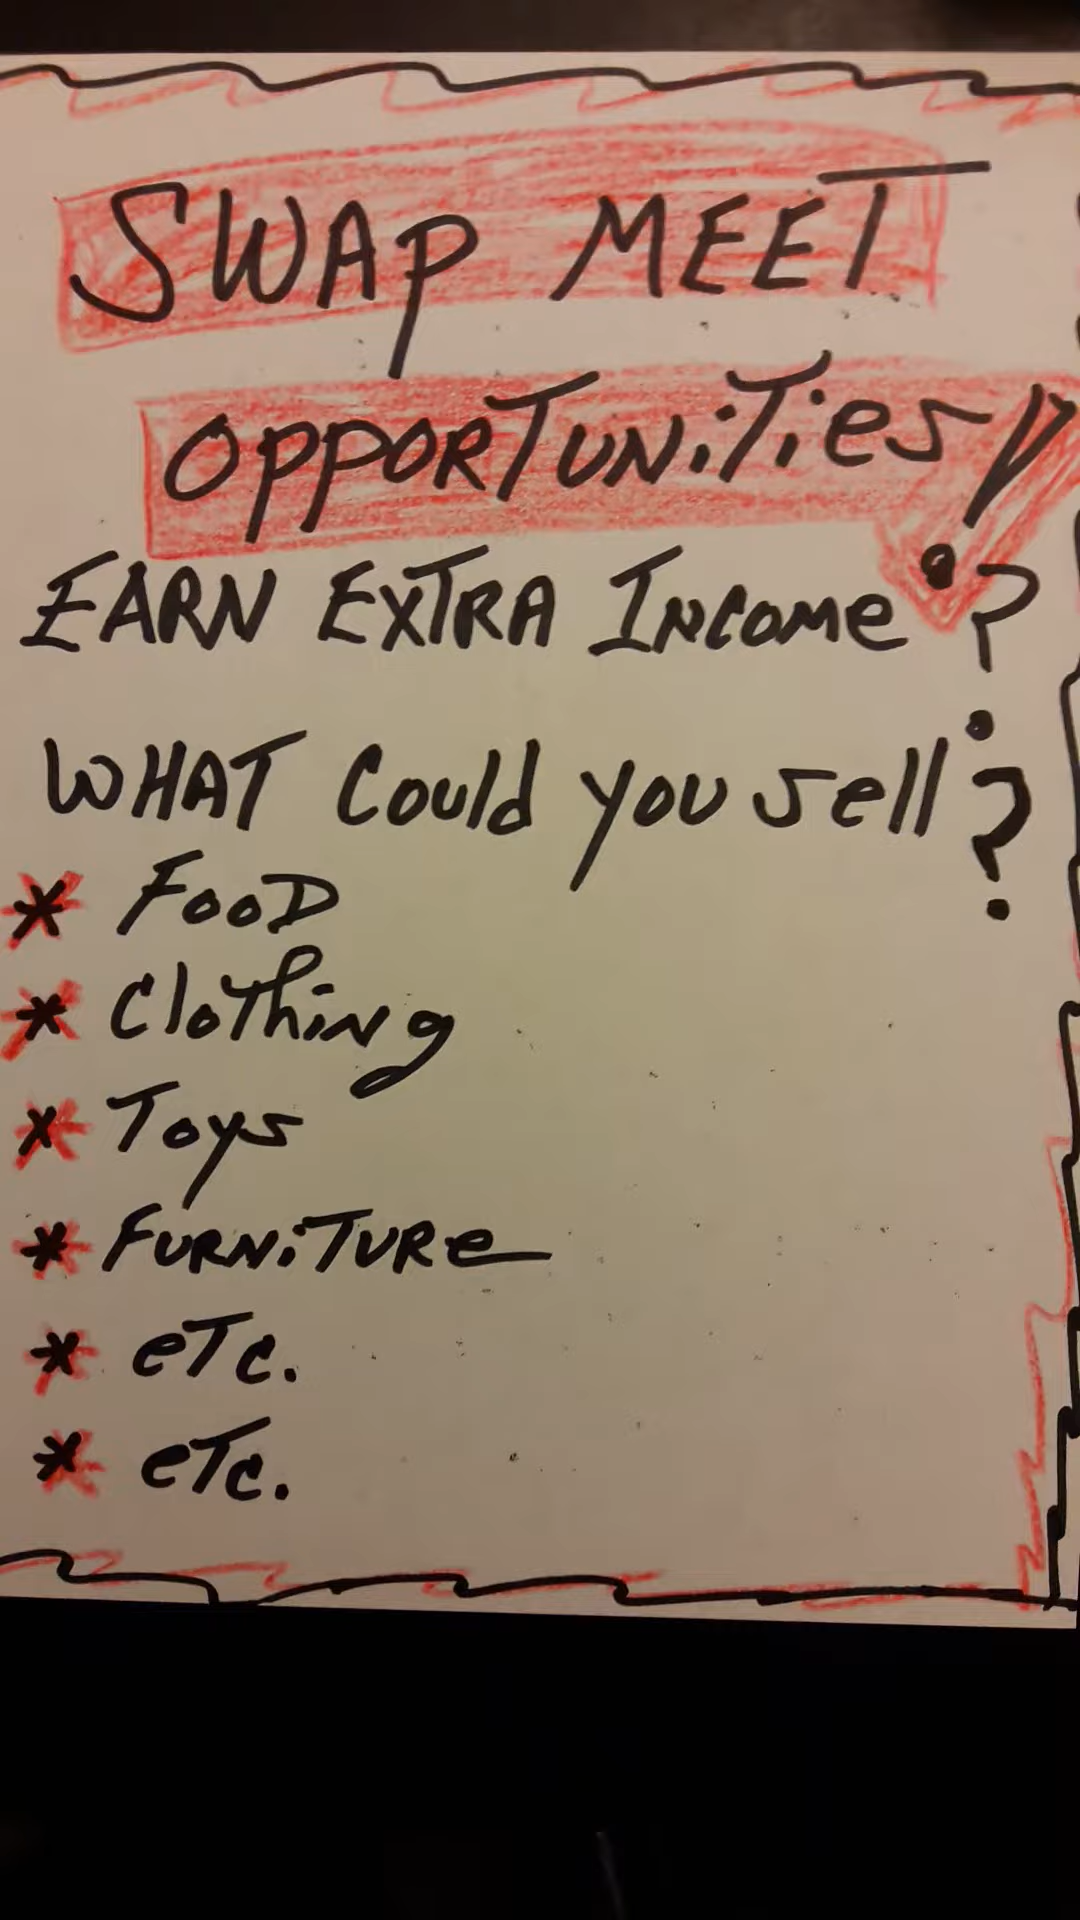 SWAP MEET
OPPORTUNiTies!
EARN EXTRA INCOMe?
WHAT Could you sell?
* FooD
* CloThiNg
* Toys
* FURNiTURe
* eTc.
* eTc.